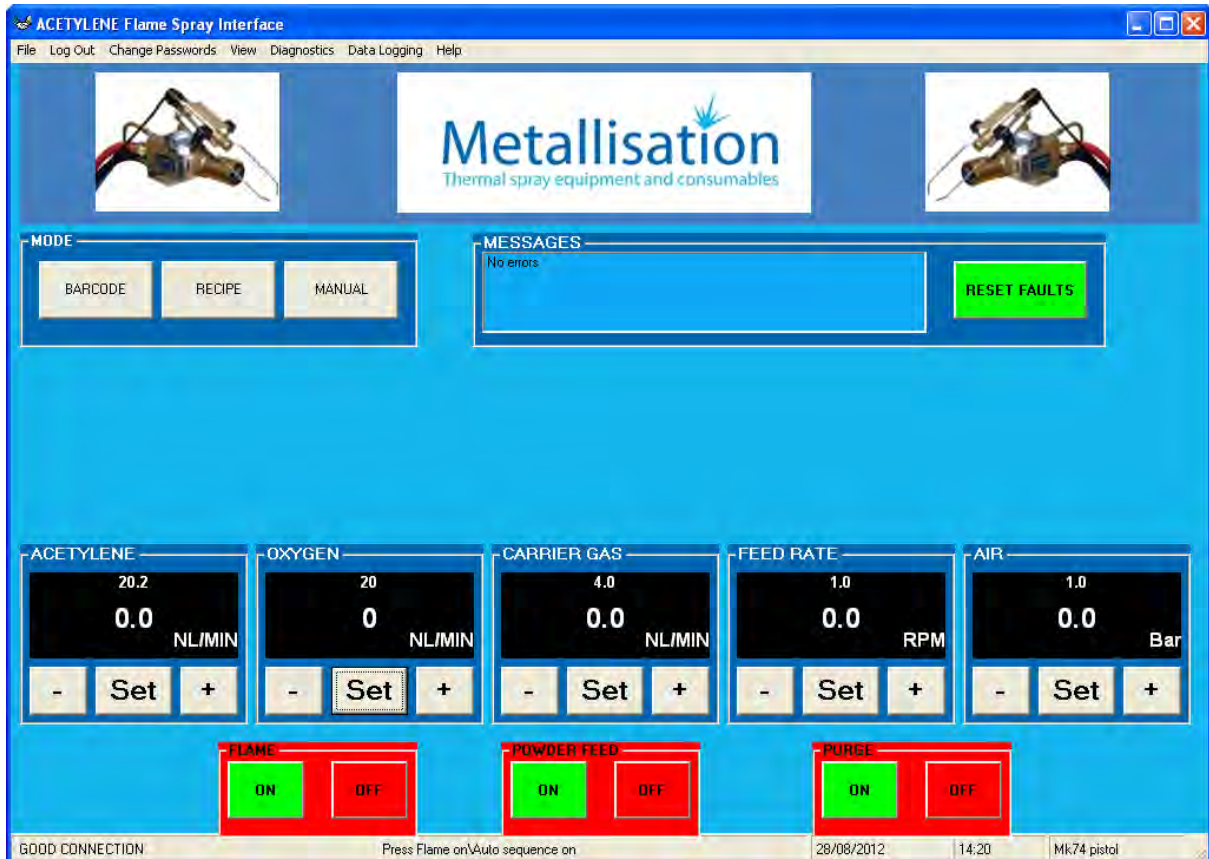 ACETYLENE Flame Spray Interface
File Log Out Change Passwords View Diagnostics Data Logging Help
Metallisation
Thermal spray equipment and consumables
MODE
BARCODE RECIPE MANUAL
MESSAGES
No errors
RESET FAULTS
ACETYLENE
20.2
0.0
NL/MIN
- Set +
OXYGEN
20
0
NL/MIN
- Set +
CARRIER GAS
4.0
0.0
NL/MIN
- Set +
FEED RATE
1.0
0.0
RPM
- Set +
AIR
1.0
0.0
Bar
- Set +
FLAME
ON OFF
POWDER FEED
ON OFF
PURGE
ON OFF
GOOD CONNECTION Press Flame on\Auto sequence on 28/08/2012 14:20 Mk74 pistol